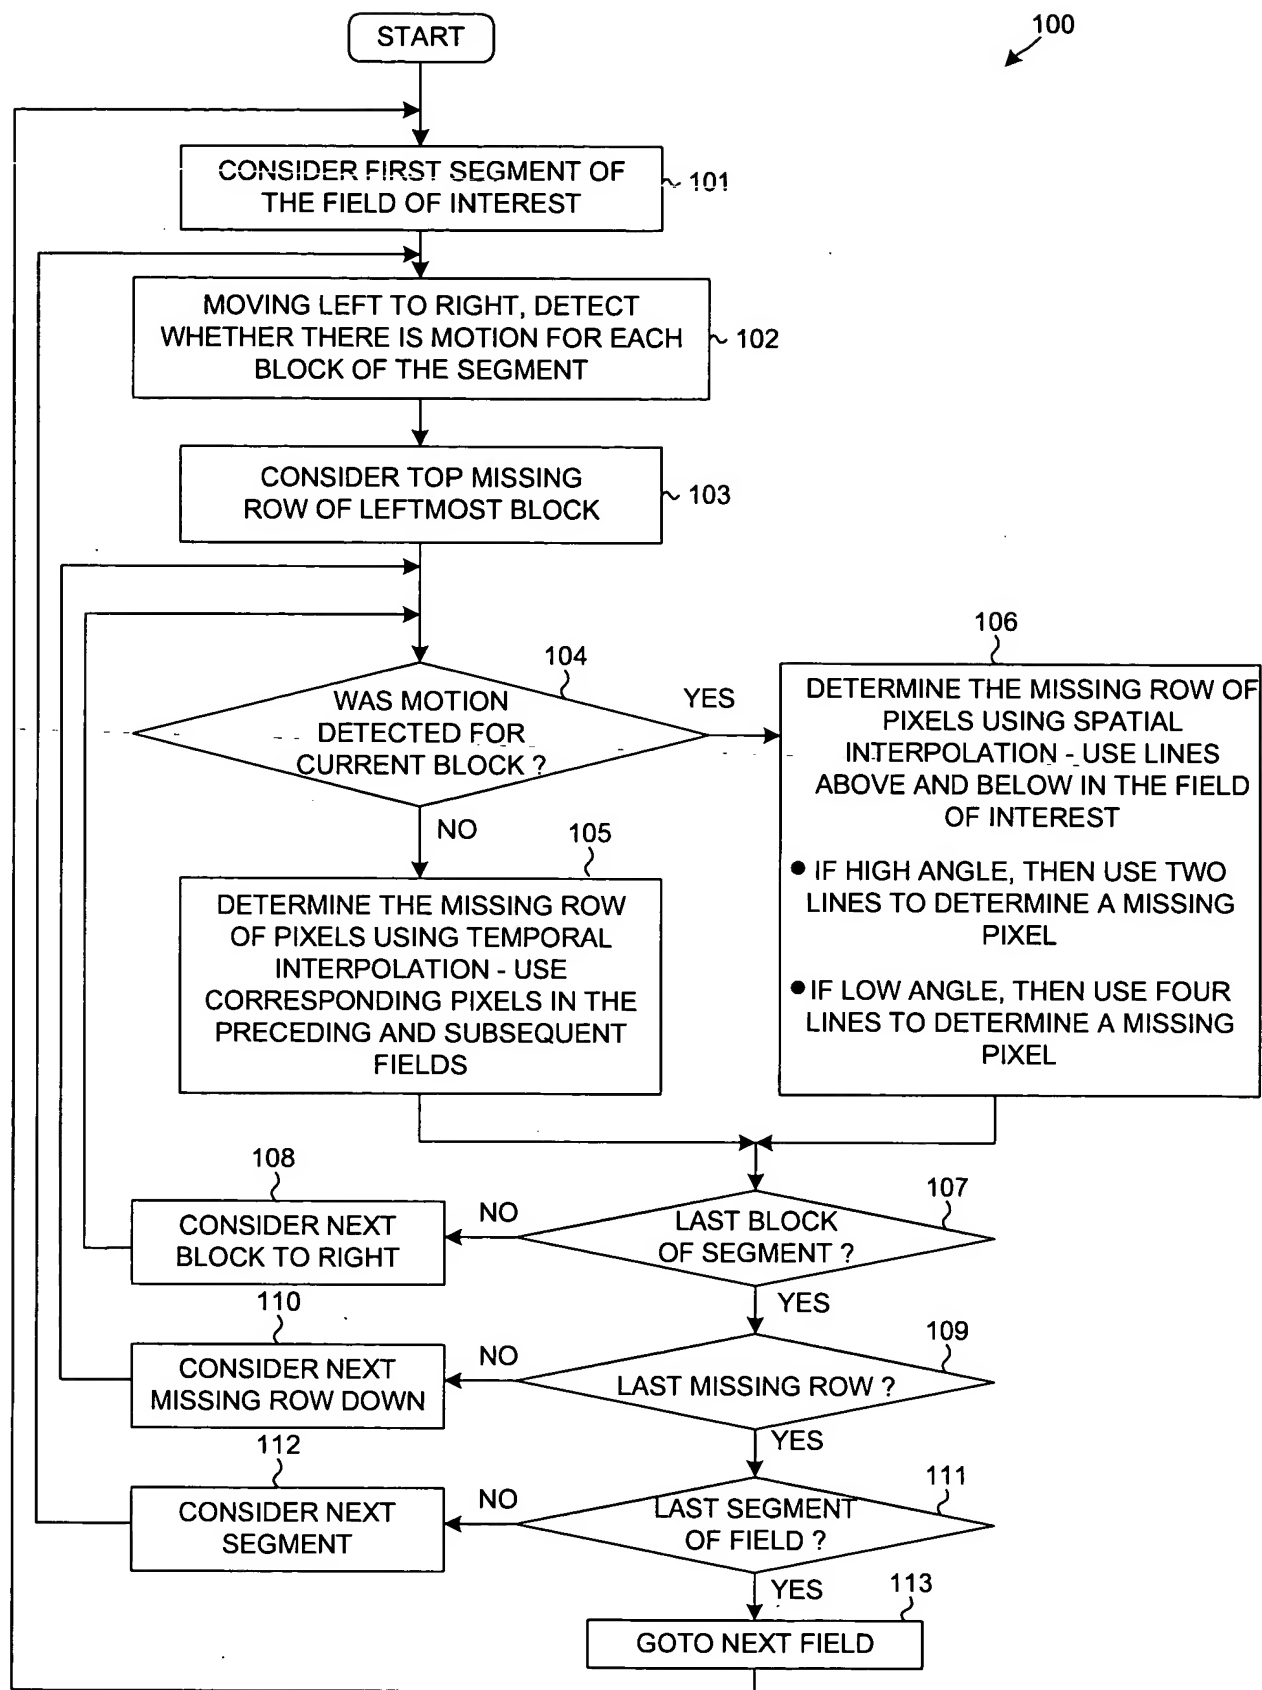 START
100
CONSIDER FIRST SEGMENT OF
THE FIELD OF INTEREST
101
MOVING LEFT TO RIGHT, DETECT
WHETHER THERE IS MOTION FOR EACH
BLOCK OF THE SEGMENT
102
CONSIDER TOP MISSING
ROW OF LEFTMOST BLOCK
103
104
WAS MOTION
DETECTED FOR
CURRENT BLOCK ?
YES
NO
106
DETERMINE THE MISSING ROW OF
PIXELS USING SPATIAL
INTERPOLATION - USE LINES
ABOVE AND BELOW IN THE FIELD
OF INTEREST
● IF HIGH ANGLE, THEN USE TWO
LINES TO DETERMINE A MISSING
PIXEL
● IF LOW ANGLE, THEN USE FOUR
LINES TO DETERMINE A MISSING
PIXEL
105
DETERMINE THE MISSING ROW
OF PIXELS USING TEMPORAL
INTERPOLATION - USE
CORRESPONDING PIXELS IN THE
PRECEDING AND SUBSEQUENT
FIELDS
107
LAST BLOCK
OF SEGMENT ?
NO
YES
108
CONSIDER NEXT
BLOCK TO RIGHT
109
LAST MISSING ROW ?
NO
YES
110
CONSIDER NEXT
MISSING ROW DOWN
111
LAST SEGMENT
OF FIELD ?
NO
YES
112
CONSIDER NEXT
SEGMENT
113
GOTO NEXT FIELD